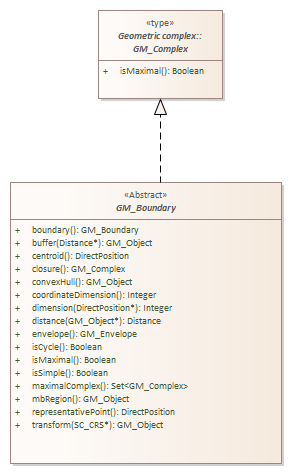 «type»
Geometric complex::
GM_Complex
+ isMaximal(): Boolean
«Abstract»
GM_Boundary
+ boundary(): GM_Boundary
+ buffer(Distance*): GM_Object
+ centroid(): DirectPosition
+ closure(): GM_Complex
+ convexHull(): GM_Object
+ coordinateDimension(): Integer
+ dimension(DirectPosition*): Integer
+ distance(GM_Object*): Distance
+ envelope(): GM_Envelope
+ isCycle(): Boolean
+ isMaximal(): Boolean
+ isSimple(): Boolean
+ maximalComplex(): Set<GM_Complex>
+ mbRegion(): GM_Object
+ representativePoint(): DirectPosition
+ transform(SC_CRS*): GM_Object